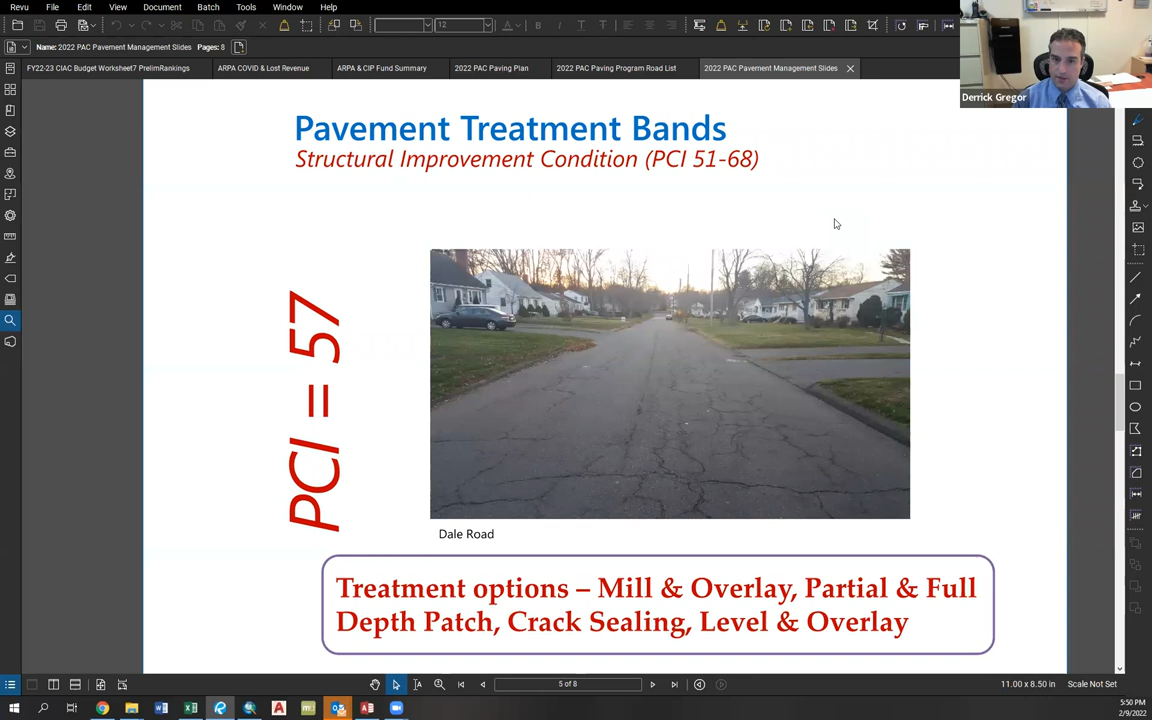 Revu File Edit View Document Batch Tools Window Help
12
Name: 2022 PAC Pavement Management Slides Pages: 8
FY22-23 CIAC Budget Worksheet7 PrelimRankings ARPA COVID & Lost Revenue ARPA & CIP Fund Summary 2022 PAC Paving Plan 2022 PAC Paving Program Road List 2022 PAC Pavement Management Slides
Derrick Gregor
Pavement Treatment Bands
Structural Improvement Condition (PCI 51-68)
PCI = 57
Dale Road
Treatment options – Mill & Overlay, Partial & Full
Depth Patch, Crack Sealing, Level & Overlay
5 of 8
11.00 x 8.50 in Scale Not Set
5:50 PM
2/9/2022